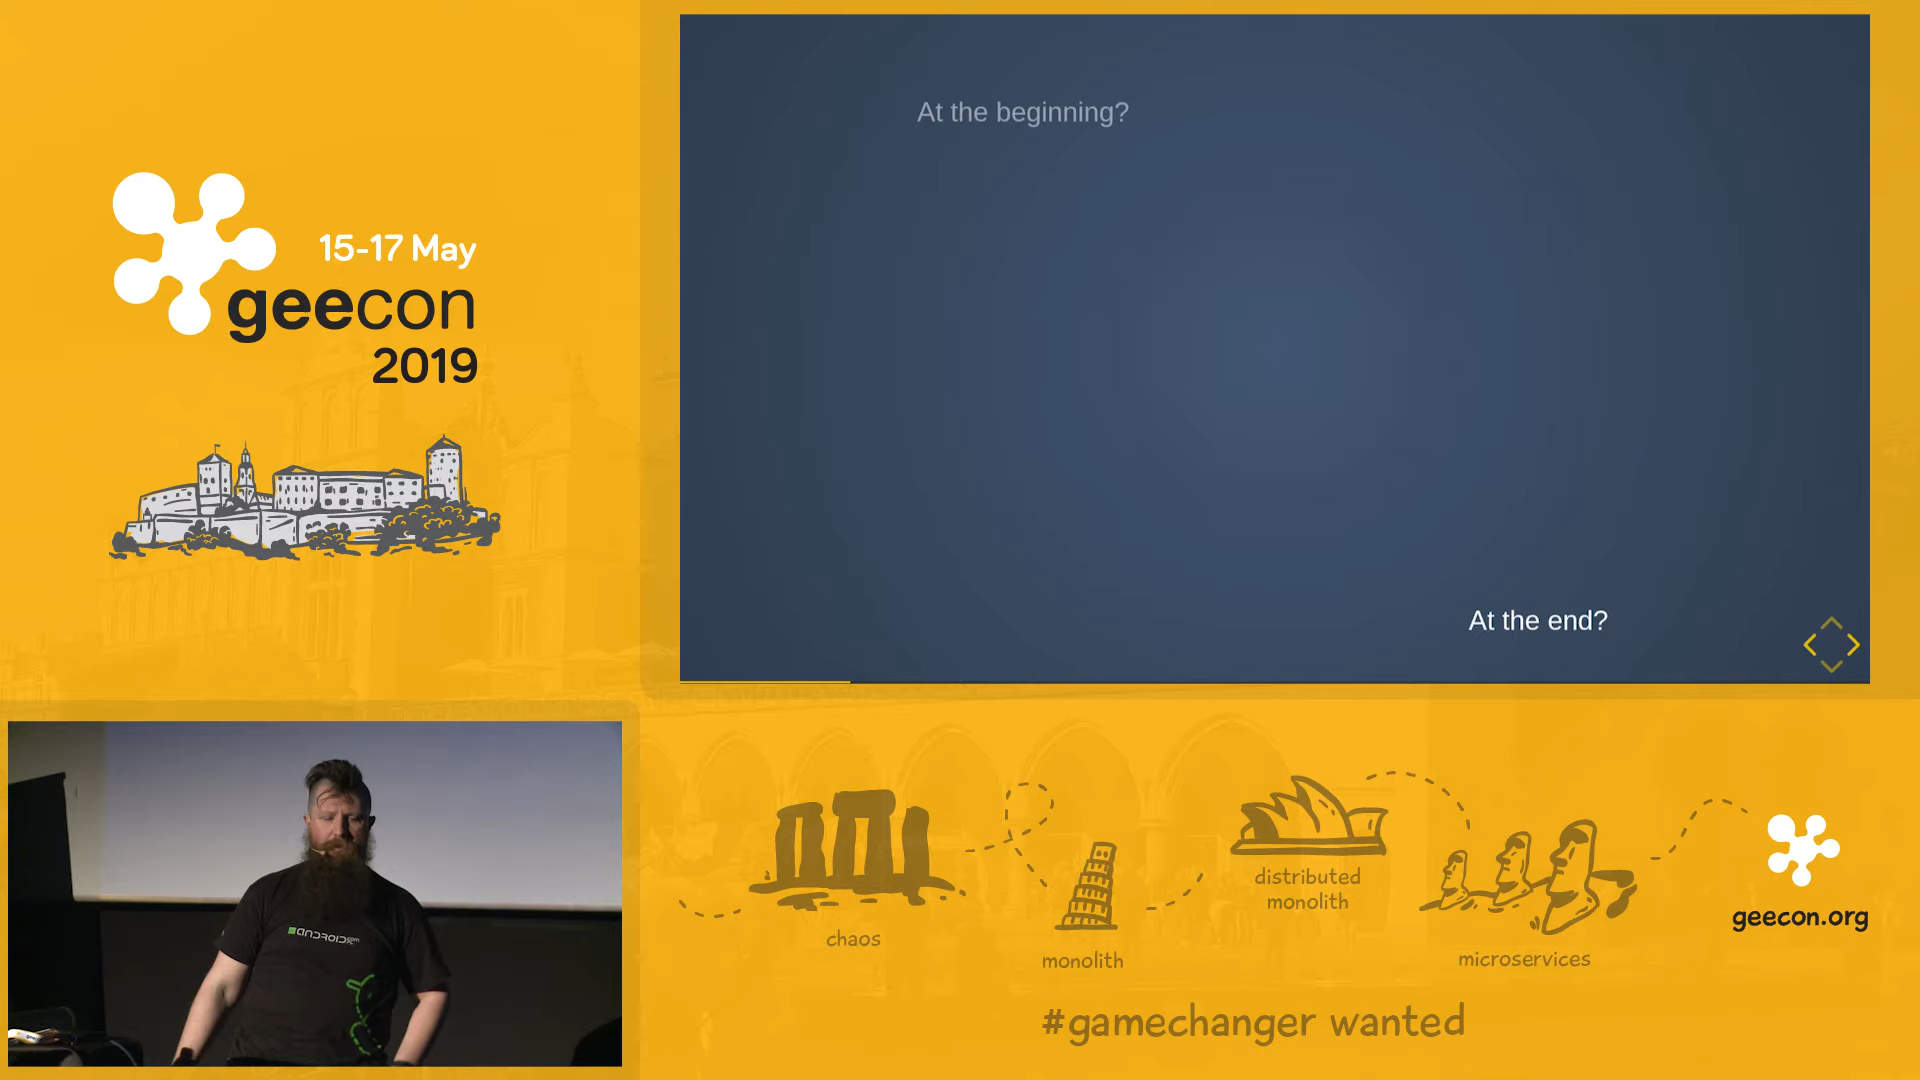 At the beginning?
15-17 May
geecon
2019
At the end?
ANDROID
distributed
monolith
chaos
monolith
microservices
geecon.org
#gamechanger wanted